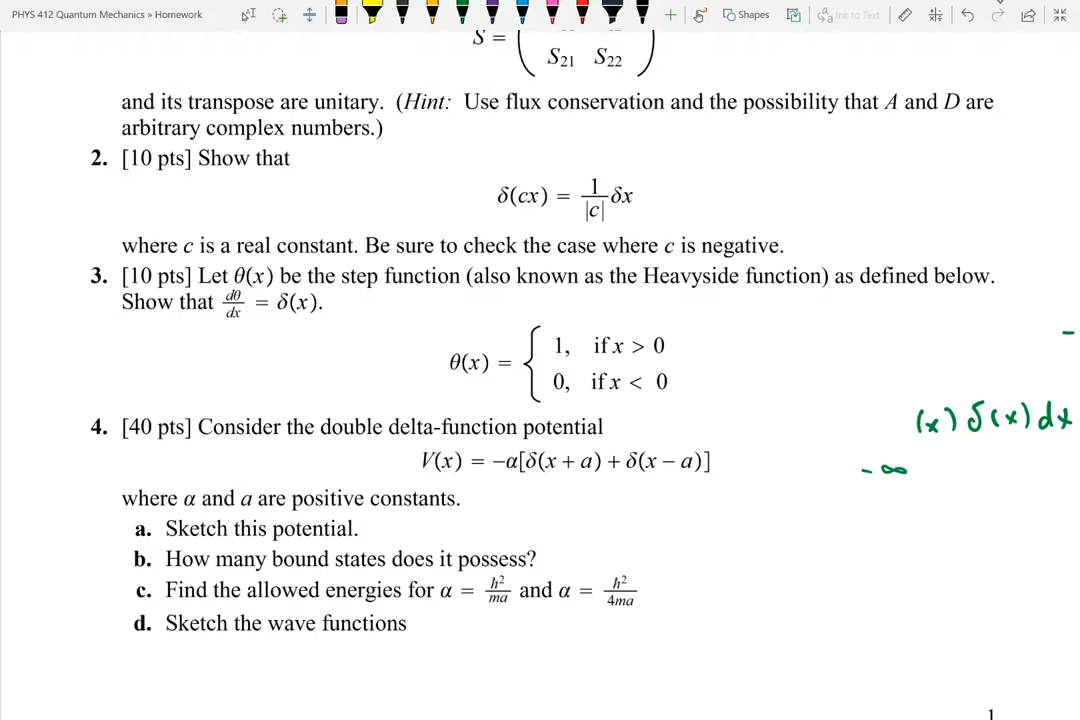 PHYS 412 Quantum Mechanics » Homework
Shapes
Ink to Text
S =
S21 S22
and its transpose are unitary. (Hint: Use flux conservation and the possibility that A and D are
arbitrary complex numbers.)
2. [10 pts] Show that
δ(cx) = 1/|c| δx
where c is a real constant. Be sure to check the case where c is negative.
3. [10 pts] Let θ(x) be the step function (also known as the Heavyside function) as defined below.
Show that dθ/dx = δ(x).
θ(x) = { 1, if x > 0
0, if x < 0
4. [40 pts] Consider the double delta-function potential
(x) δ(x) dx
V(x) = −α[δ(x + a) + δ(x − a)]
-∞
where α and a are positive constants.
a. Sketch this potential.
b. How many bound states does it possess?
c. Find the allowed energies for α = ℏ²/ma and α = ℏ²/4ma
d. Sketch the wave functions